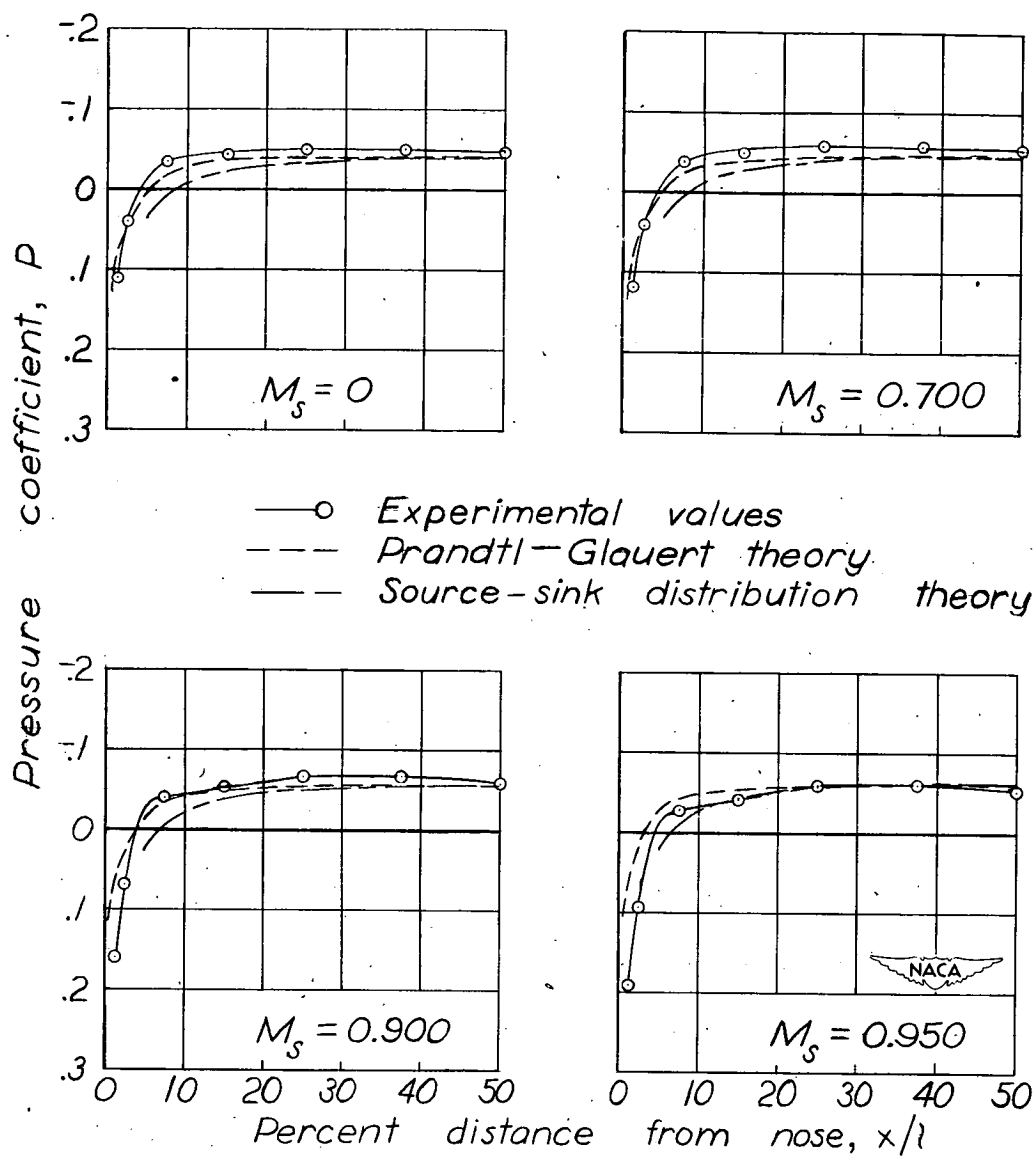 -.2
-.1
0
.1
.2
.3
M_s = 0
M_s = 0.700
Pressure coefficient, P
Experimental values
Prandtl-Glauert theory
Source-sink distribution theory
-.2
-.1
0
.1
.2
.3
M_s = 0.900
NACA
M_s = 0.950
0 10 20 30 40 50
0 10 20 30 40 50
Percent distance from nose, x/l